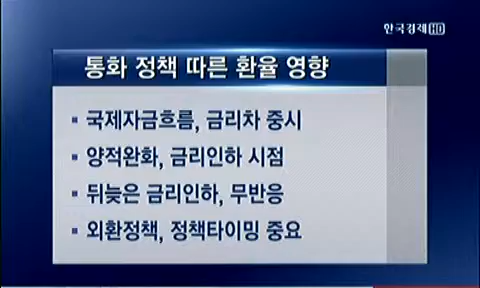 한국경제 HD
통화 정책 따른 환율 영향
▪ 국제자금흐름, 금리차 중시
▪ 양적완화, 금리인하 시점
▪ 뒤늦은 금리인하, 무반응
▪ 외환정책, 정책타이밍 중요